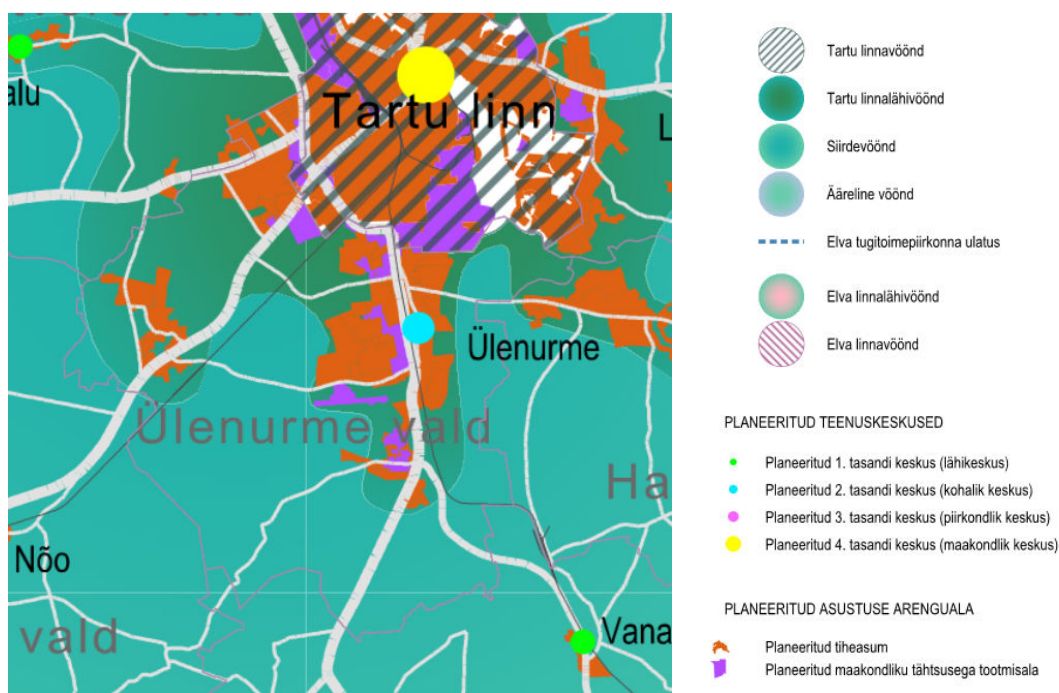 vald
alu
Tartu linn
L
Ülenurme
Ülenurme vald
Ha
Nõo
vald
Vana
Tartu linnavöönd
Tartu linnalähivöönd
Siirdevöönd
Ääreline vöönd
Elva tugitoimepiirkonna ulatus
Elva linnalähivöönd
Elva linnavöönd
PLANEERITUD TEENUSKESKUSED
Planeeritud 1. tasandi keskus (lähikeskus)
Planeeritud 2. tasandi keskus (kohalik keskus)
Planeeritud 3. tasandi keskus (piirkondlik keskus)
Planeeritud 4. tasandi keskus (maakondlik keskus)
PLANEERITUD ASUSTUSE ARENGUALA
Planeeritud tiheasum
Planeeritud maakondliku tähtsusega tootmisala